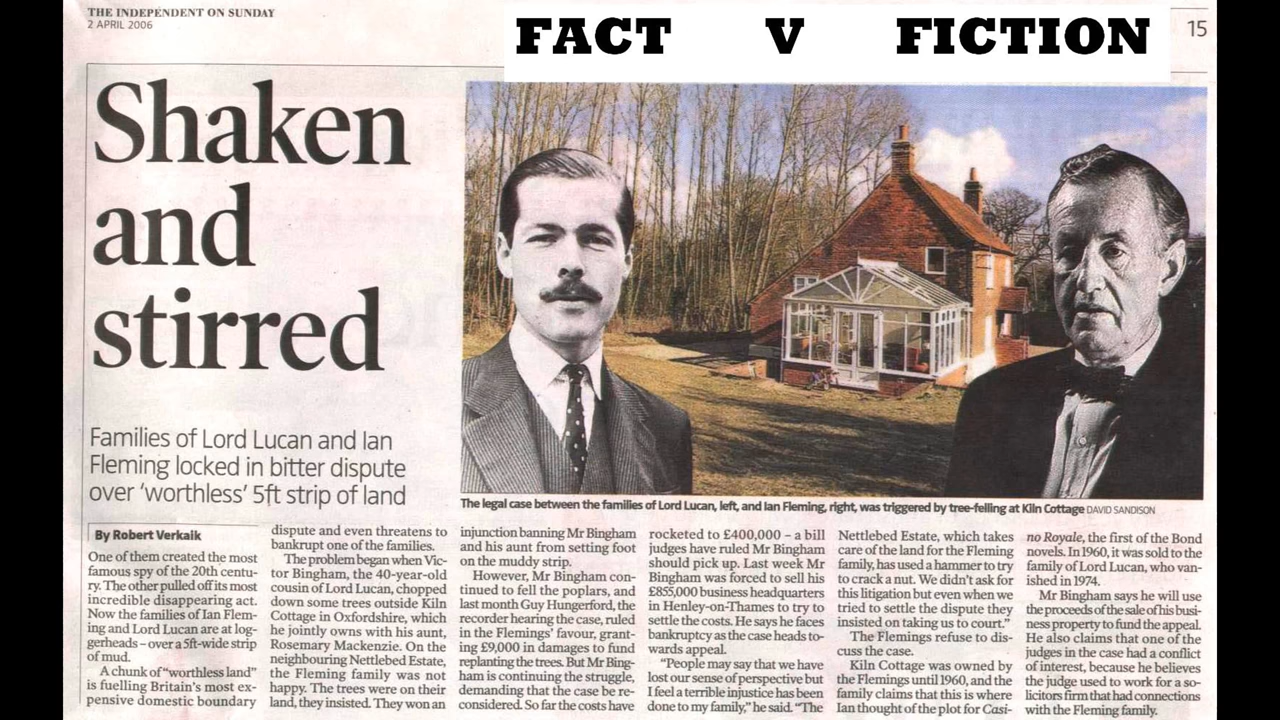 THE INDEPENDENT ON SUNDAY
2 APRIL 2006
FACT V FICTION
15
Shaken
and
stirred
Families of Lord Lucan and Ian
Fleming locked in bitter dispute
over ‘worthless’ 5ft strip of land
The legal case between the families of Lord Lucan, left, and Ian Fleming, right, was triggered by tree-felling at Kiln Cottage DAVID SANDISON
By Robert Verkaik
One of them created the most
famous spy of the 20th centu-
ry. The other pulled off its most
incredible disappearing act.
Now the families of Ian Flem-
ing and Lord Lucan are at log-
gerheads – over a 5ft-wide strip
of mud.
A chunk of “worthless land”
is fuelling Britain's most ex-
pensive domestic boundary
dispute and even threatens to
bankrupt one of the families.
The problem began when Vic-
tor Bingham, the 40-year-old
cousin of Lord Lucan, chopped
down some trees outside Kiln
Cottage in Oxfordshire, which
he jointly owns with his aunt,
Rosemary Mackenzie. On the
neighbouring Nettlebed Estate,
the Fleming family was not
happy. The trees were on their
land, they insisted. They won an
injunction banning Mr Bingham
and his aunt from setting foot
on the muddy strip.
However, Mr Bingham con-
tinued to fell the poplars, and
last month Guy Hungerford, the
recorder hearing the case, ruled
in the Flemings' favour, grant-
ing £9,000 in damages to fund
replanting the trees. But Mr Bing-
ham is continuing the struggle,
demanding that the case be re-
considered. So far the costs have
rocketed to £400,000 – a bill
judges have ruled Mr Bingham
should pick up. Last week Mr
Bingham was forced to sell his
£855,000 business headquarters
in Henley-on-Thames to try to
settle the costs. He says he faces
bankruptcy as the case heads to-
wards appeal.
“People may say that we have
lost our sense of perspective but
I feel a terrible injustice has been
done to my family,” he said. “The
Nettlebed Estate, which takes
care of the land for the Fleming
family, has used a hammer to try
to crack a nut. We didn't ask for
this litigation but even when we
tried to settle the dispute they
insisted on taking us to court.”
The Flemings refuse to dis-
cuss the case.
Kiln Cottage was owned by
the Flemings until 1960, and the
family claims that this is where
Ian thought of the plot for Casi-
no Royale, the first of the Bond
novels. In 1960, it was sold to the
family of Lord Lucan, who van-
ished in 1974.
Mr Bingham says he will use
the proceeds of the sale of his busi-
ness property to fund the appeal.
He also claims that one of the
judges in the case had a conflict
of interest, because he believes
the judge used to work for a so-
licitors firm that had connections
with the Fleming family.